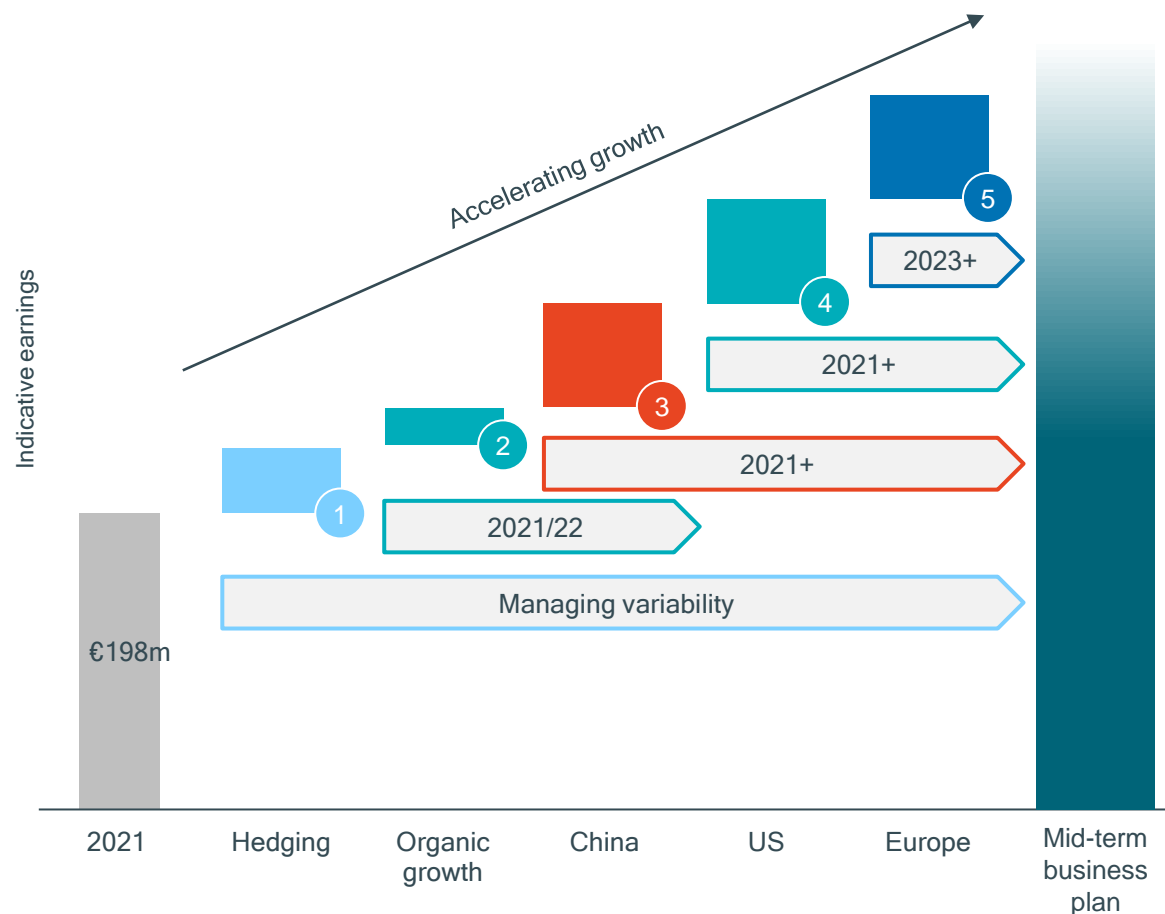 Accelerating growth
Indicative earnings
5
2023+
4
2021+
3
2021+
2
2021/22
1
Managing variability
€198m
2021
Hedging
Organic
growth
China
US
Europe
Mid-term
business
plan